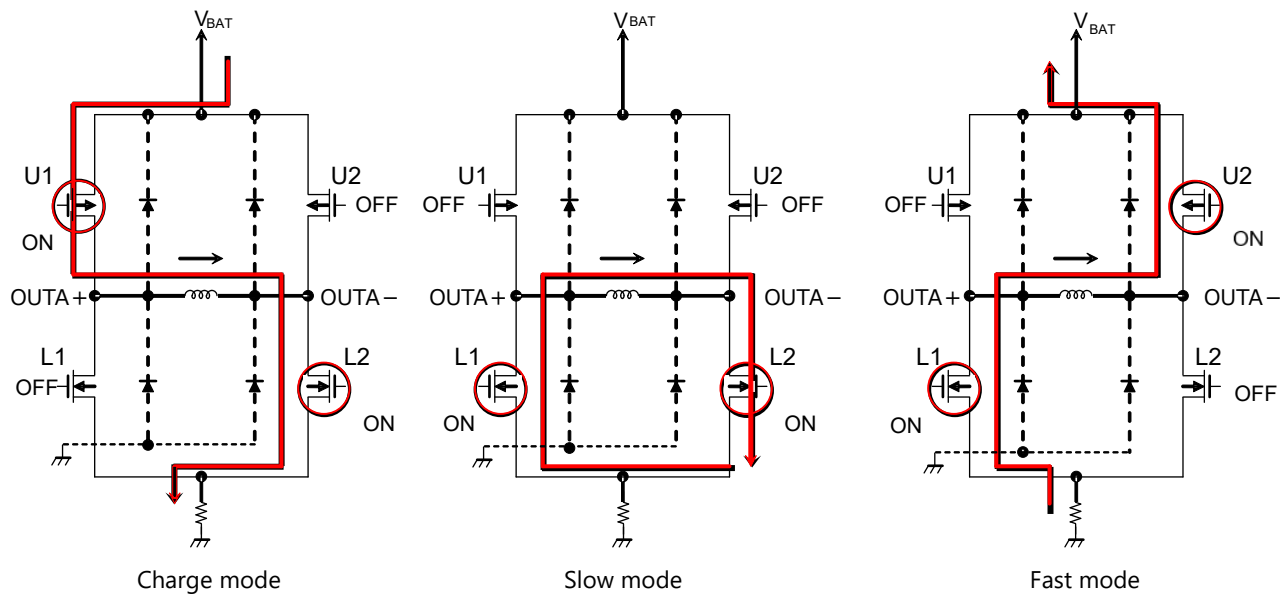 VBAT
U1
ON
U2
OFF
OUTA+
OUTA−
L1
OFF
L2
ON
Charge mode
VBAT
U1
OFF
U2
OFF
OUTA+
OUTA−
L1
ON
L2
ON
Slow mode
VBAT
U1
OFF
U2
ON
OUTA+
OUTA−
L1
ON
L2
OFF
Fast mode